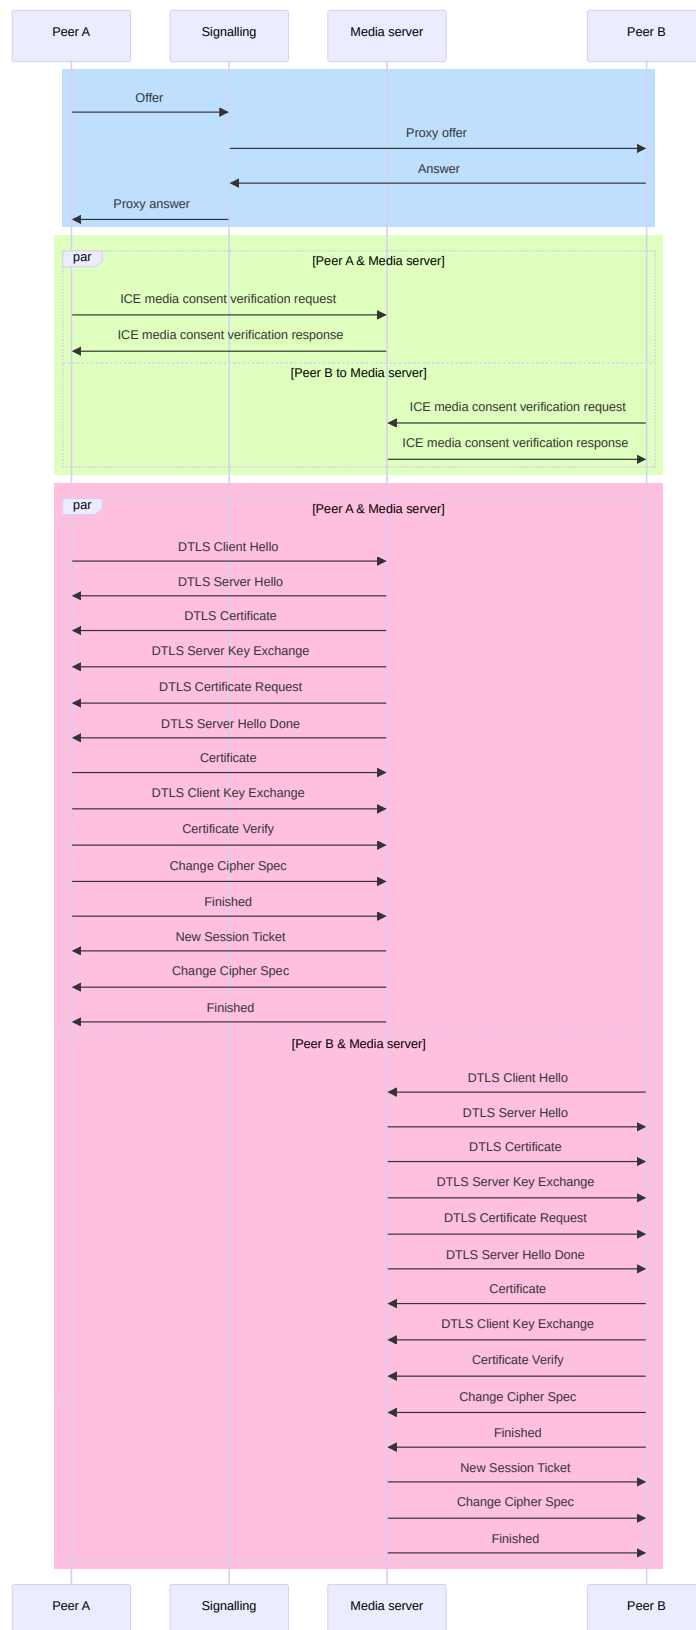 Peer A
Signalling
Media server
Peer B
Offer
Proxy offer
Answer
Proxy answer
par
[Peer A & Media server]
ICE media consent verification request
ICE media consent verification response
[Peer B to Media server]
ICE media consent verification request
ICE media consent verification response
par
[Peer A & Media server]
DTLS Client Hello
DTLS Server Hello
DTLS Certificate
DTLS Server Key Exchange
DTLS Certificate Request
DTLS Server Hello Done
Certificate
DTLS Client Key Exchange
Certificate Verify
Change Cipher Spec
Finished
New Session Ticket
Change Cipher Spec
Finished
[Peer B & Media server]
DTLS Client Hello
DTLS Server Hello
DTLS Certificate
DTLS Server Key Exchange
DTLS Certificate Request
DTLS Server Hello Done
Certificate
DTLS Client Key Exchange
Certificate Verify
Change Cipher Spec
Finished
New Session Ticket
Change Cipher Spec
Finished
Peer A
Signalling
Media server
Peer B